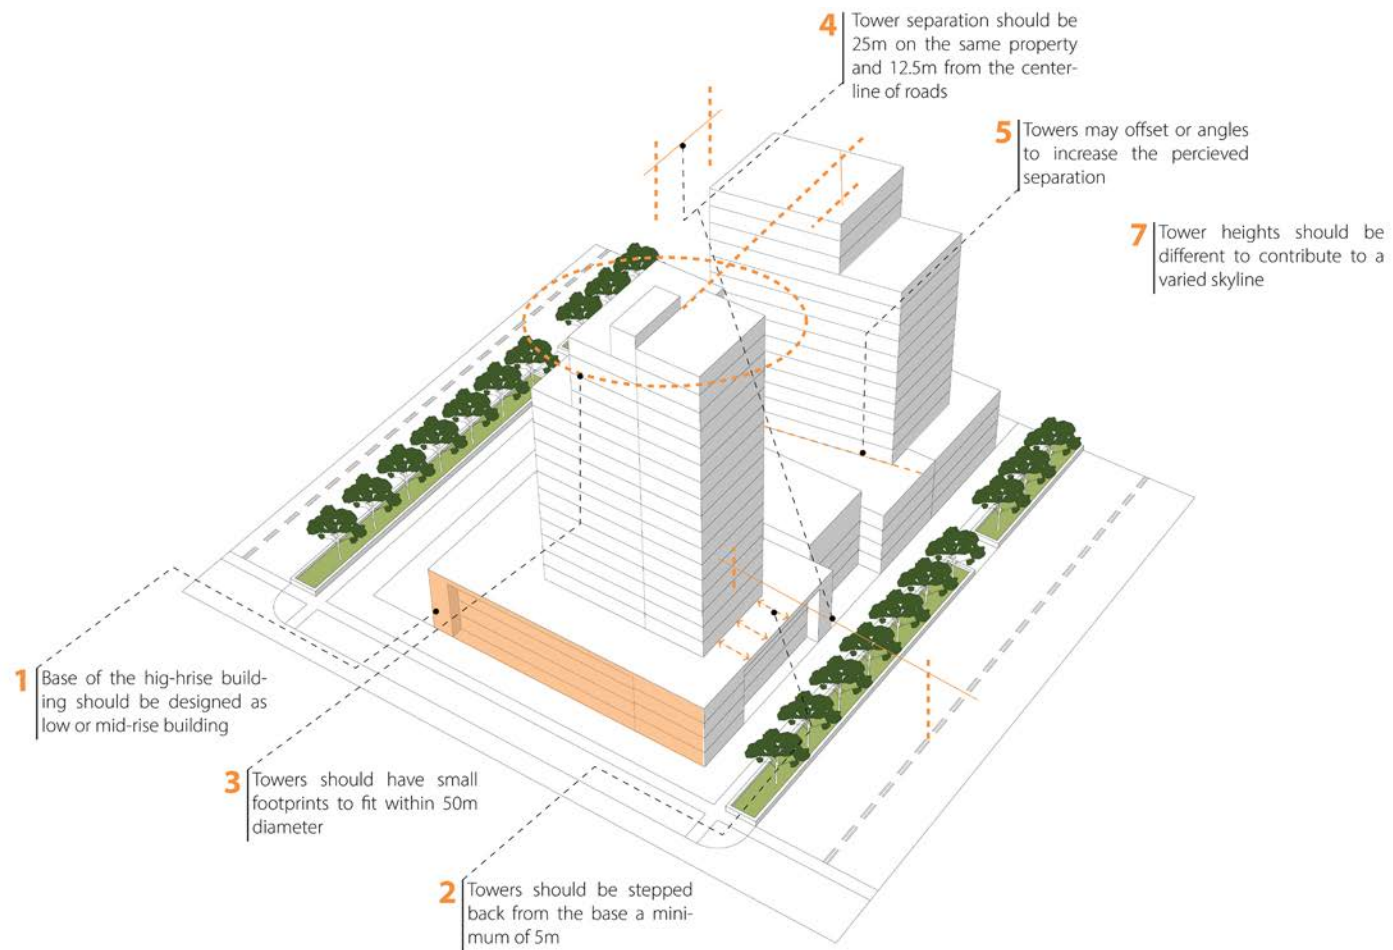 4 Tower separation should be
25m on the same property
and 12.5m from the center-
line of roads
5 Towers may offset or angles
to increase the percieved
separation
7 Tower heights should be
different to contribute to a
varied skyline
1 Base of the hig-hrise build-
ing should be designed as
low or mid-rise building
3 Towers should have small
footprints to fit within 50m
diameter
2 Towers should be stepped
back from the base a mini-
mum of 5m